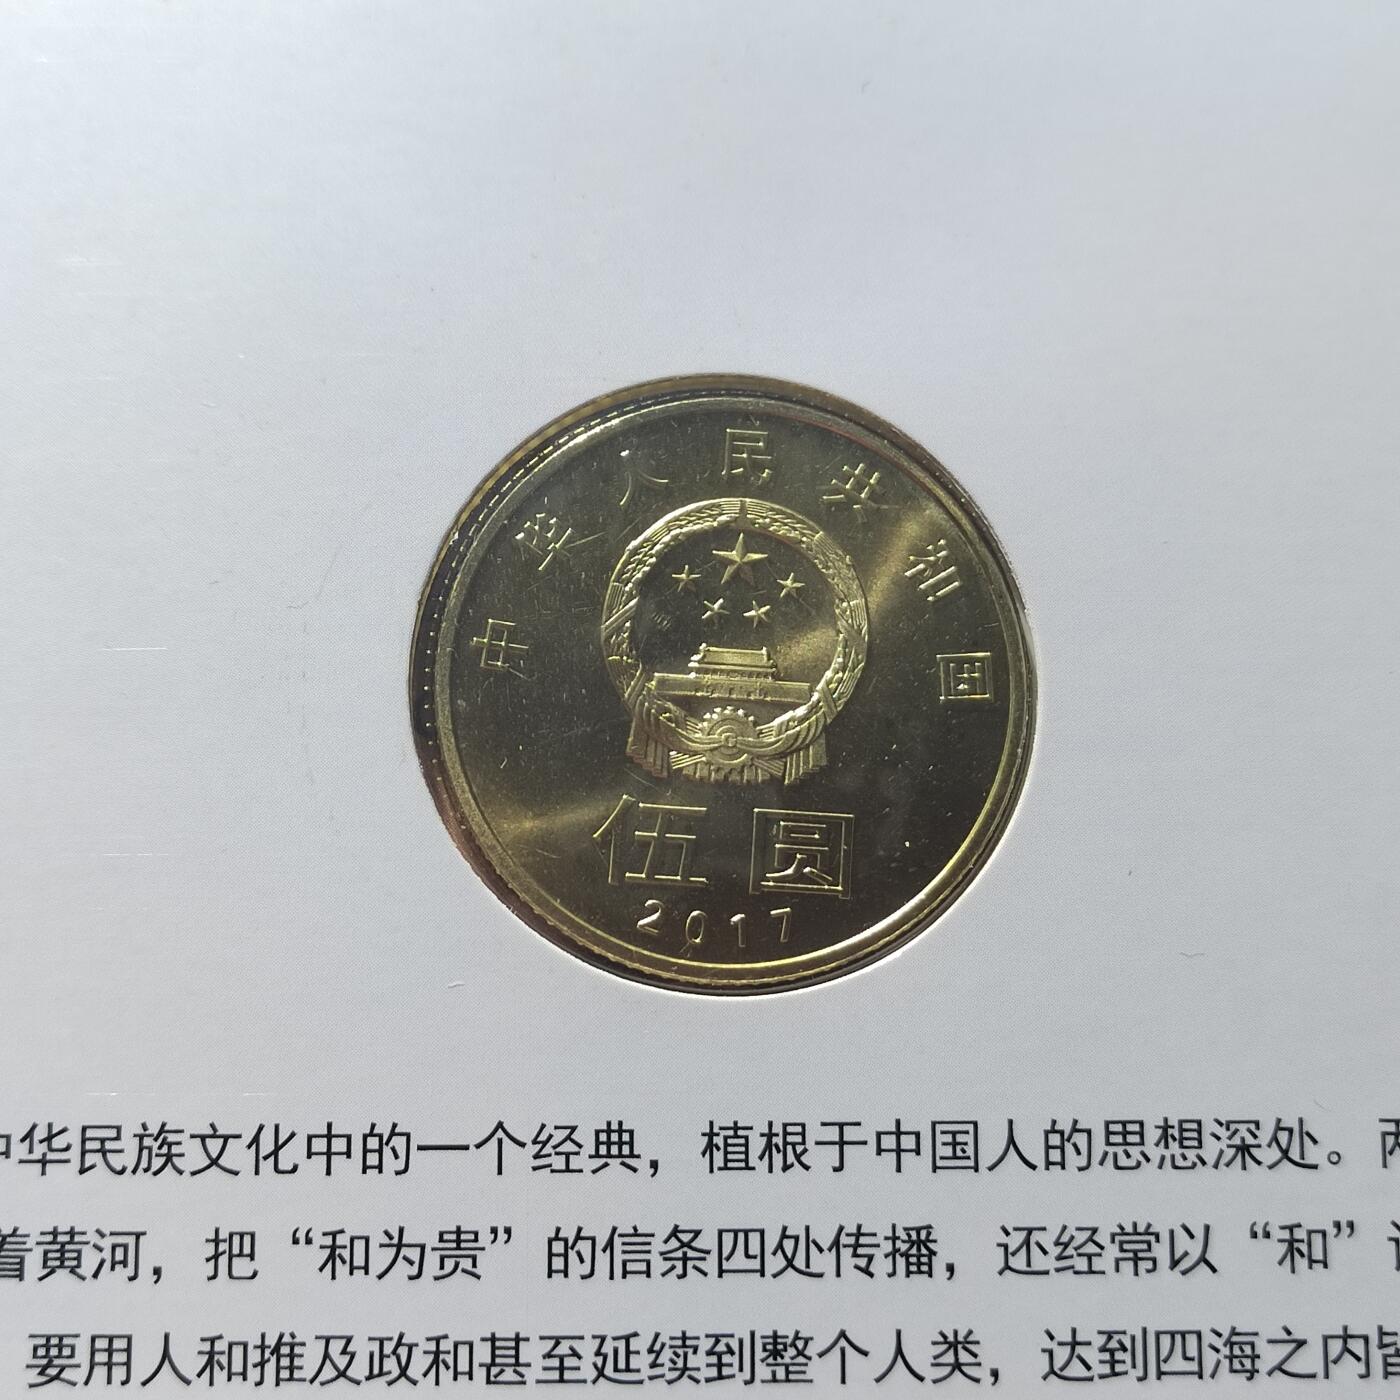 中华人民共和国
伍圆
2017
中华民族文化中的一个经典，植根于中国人的思想深处。
着黄河，把“和为贵”的信条四处传播，还经常以“和”
要用人和推及政和甚至延续到整个人类，达到四海之内皆